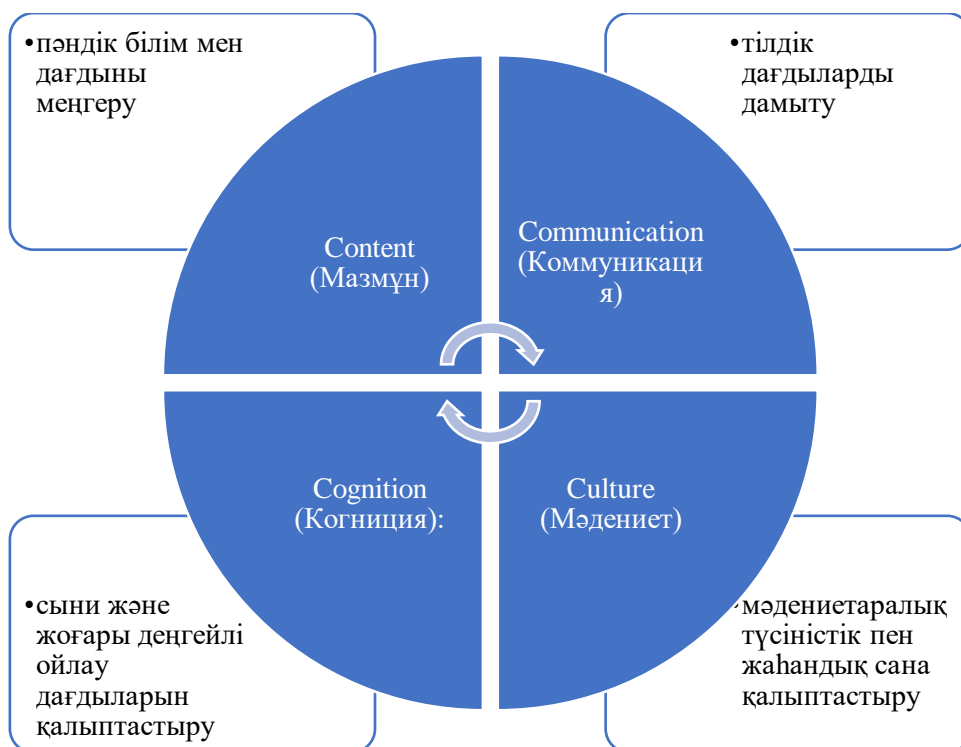 •пәндік білім мен
дағдыны
меңгеру
•тілдік
дағдыларды
дамыту
Content
(Мазмұн)
Communication
(Коммуникаци
я)
Cognition
(Когниция):
Culture
(Мәдениет)
•сыни және
жоғары деңгейлі
ойлау
дағдыларын
қалыптастыру
•мәдениетаралық
түсіністік пен
жаһандық сана
қалыптастыру